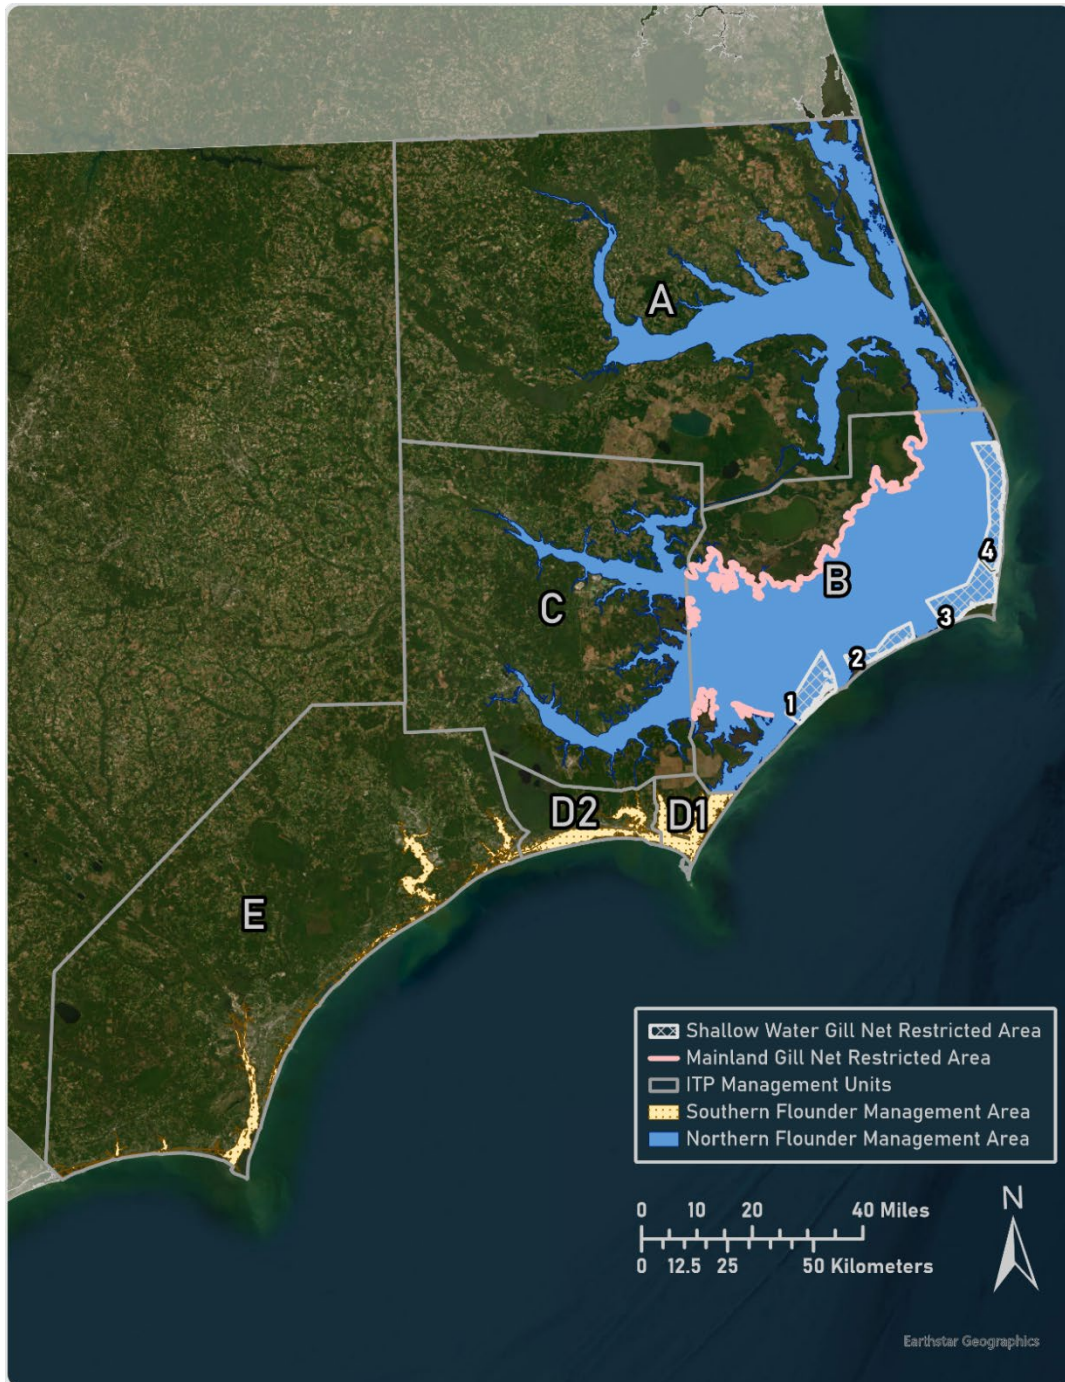 A
B
C
4
3
2
1
D2
D1
E
Shallow Water Gill Net Restricted Area
Mainland Gill Net Restricted Area
ITP Management Units
Southern Flounder Management Area
Northern Flounder Management Area
0 10 20 40 Miles
0 12.5 25 50 Kilometers
N
Earthstar Geographics